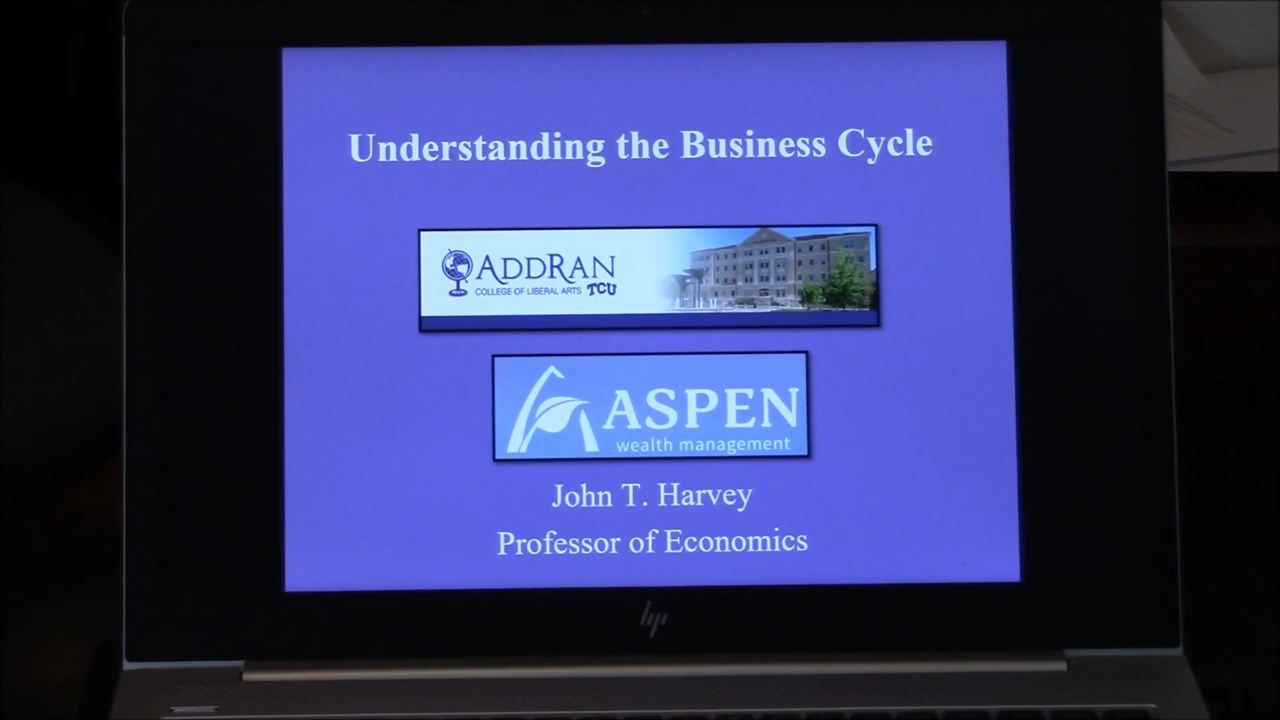 Understanding the Business Cycle
ADDRAN
COLLEGE OF LIBERAL ARTS TCU
ASPEN
wealth management
John T. Harvey
Professor of Economics
hp